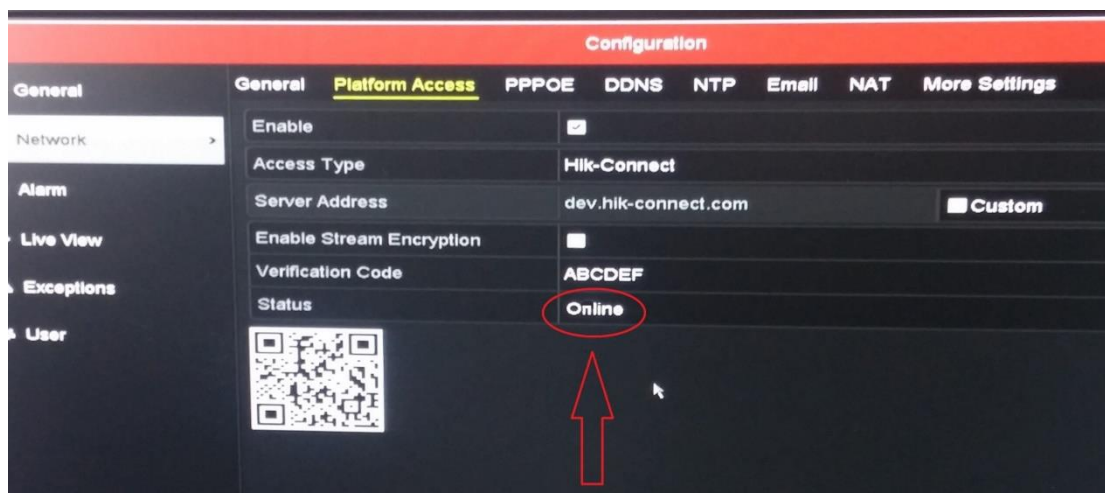 Configuration
General
Network
Alarm
Live View
Exceptions
User
General Platform Access PPPOE DDNS NTP Email NAT More Settings
Enable
Access Type Hik-Connect
Server Address dev.hik-connect.com Custom
Enable Stream Encryption
Verification Code ABCDEF
Status Online